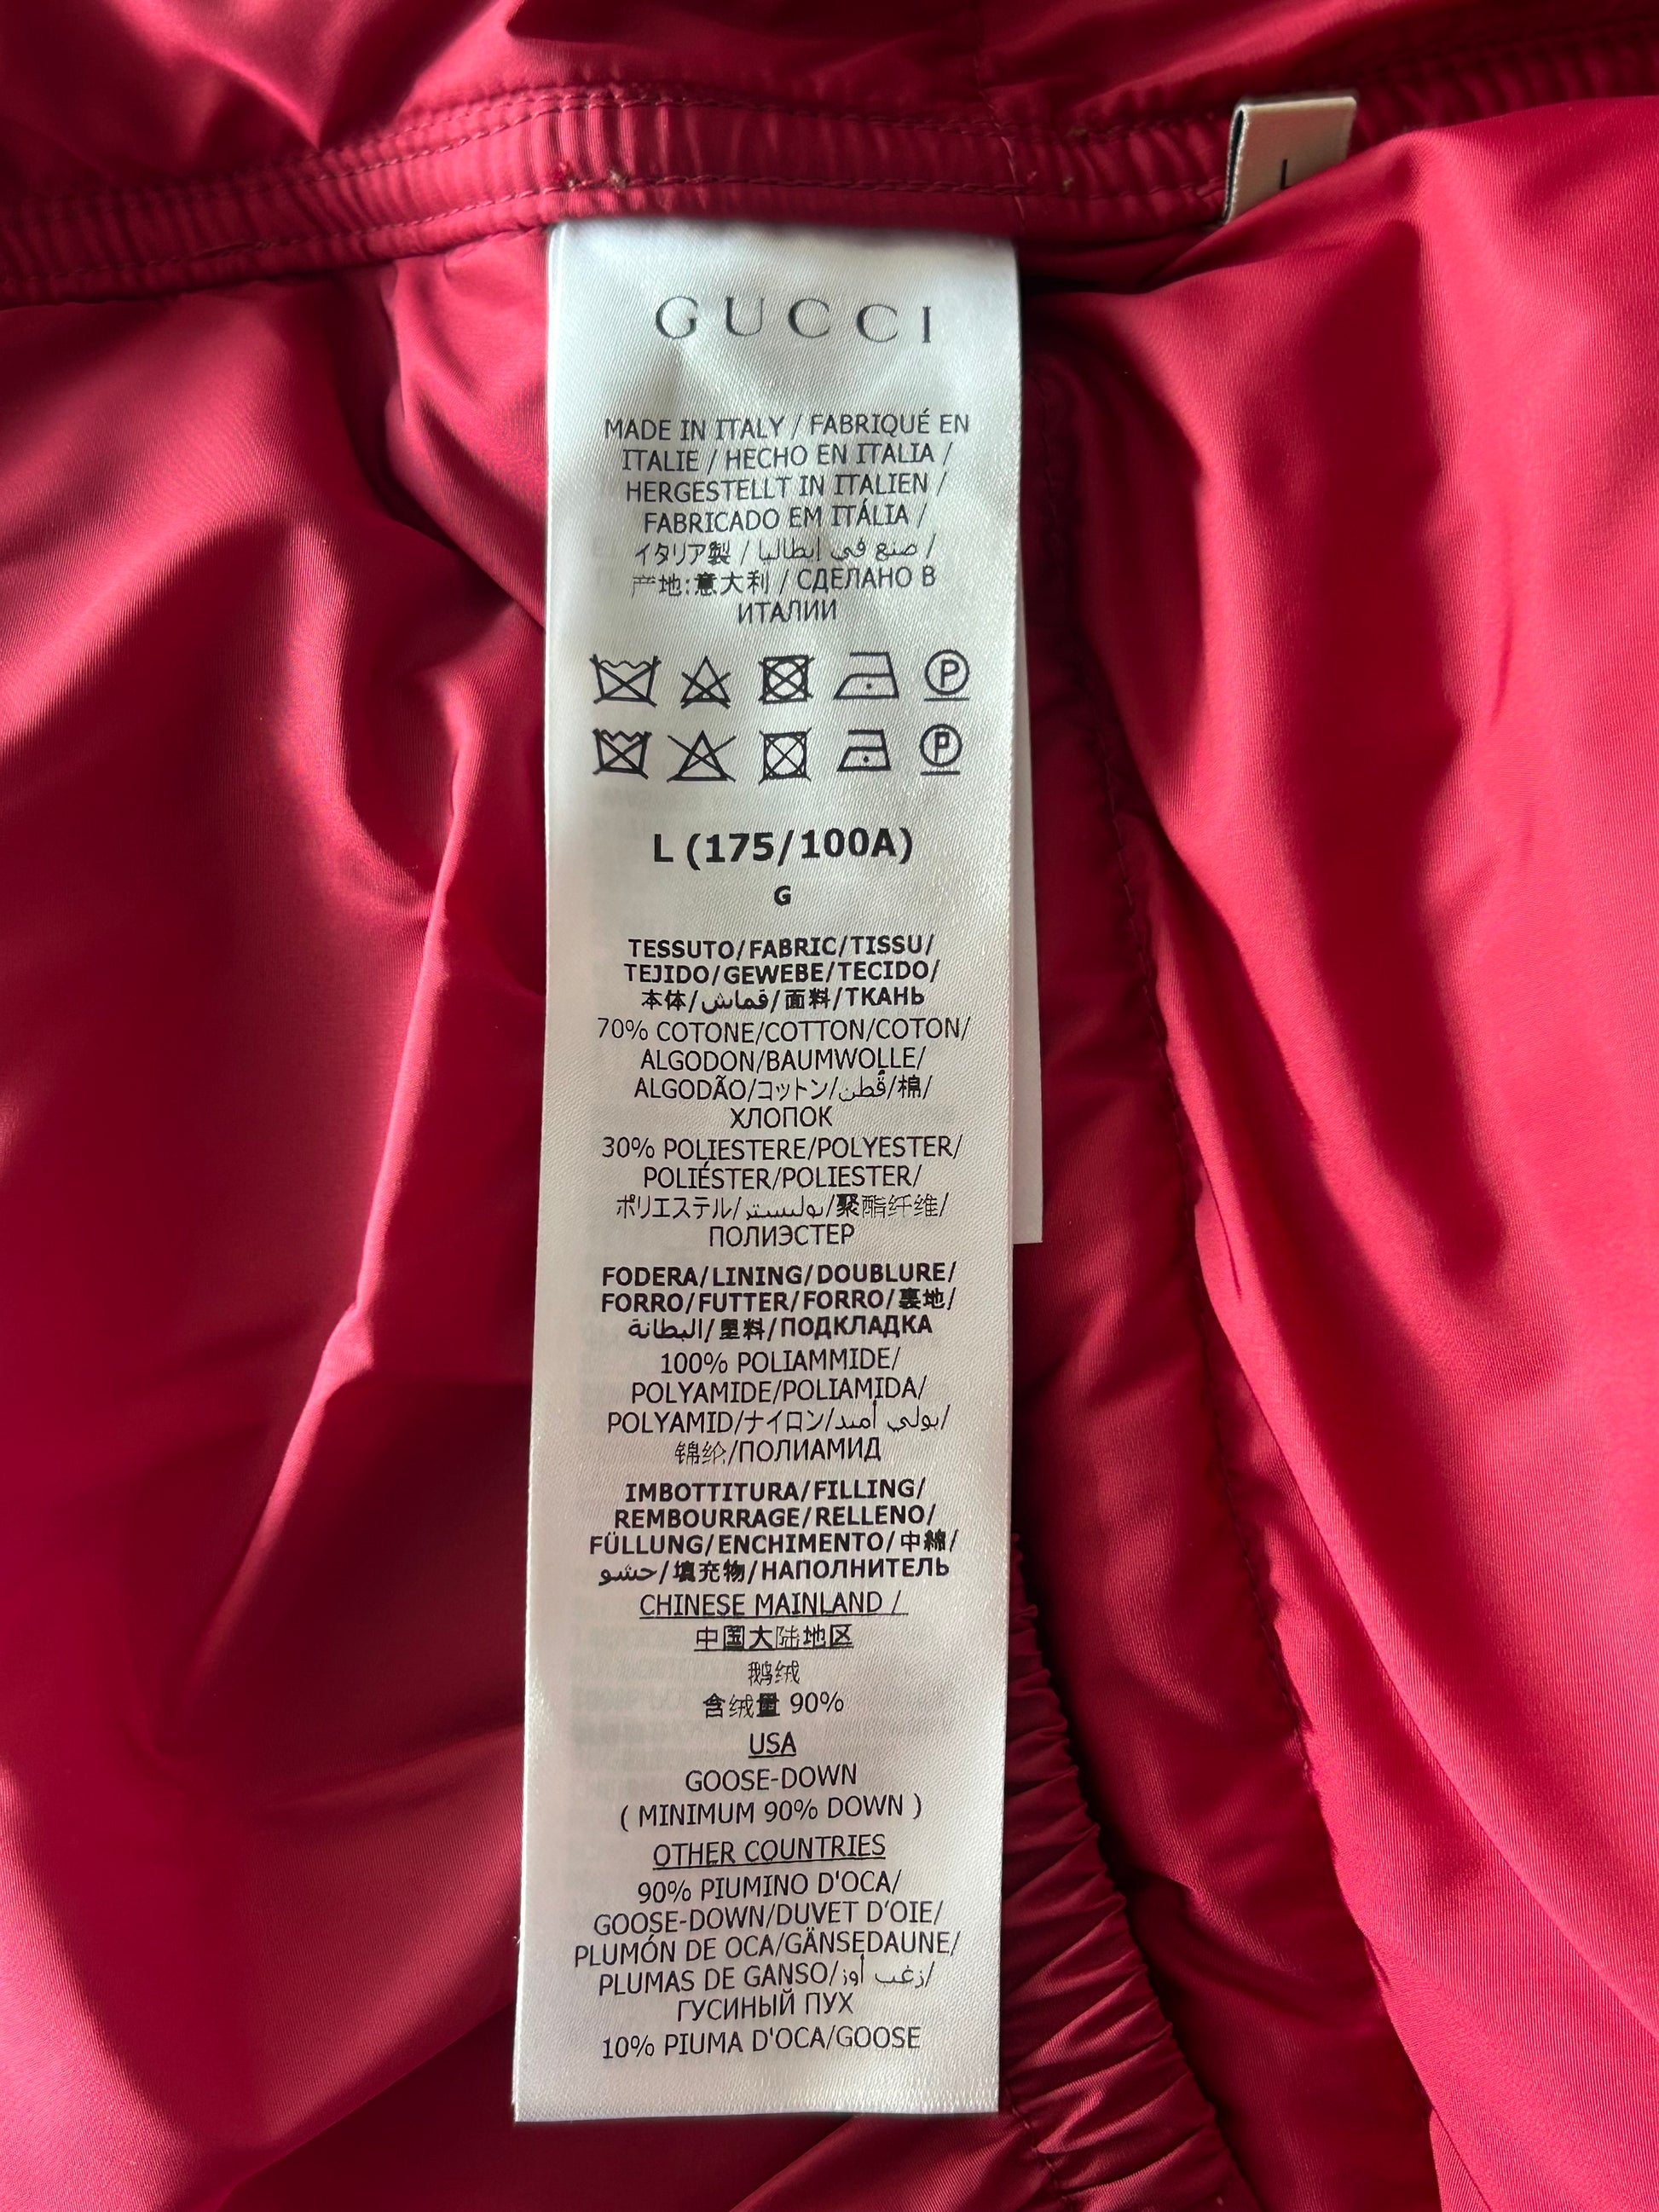 L
GUCCI
MADE IN ITALY / FABRIQUÉ EN
ITALIE / HECHO EN ITALIA /
HERGESTELLT IN ITALIEN /
FABRICADO EM ITÁLIA /
イタリア製 / صنع في إيطاليا /
产地:意大利 / СДЕЛАНО В
ИТАЛИИ
P
P
L (175/100A)
G
TESSUTO/FABRIC/TISSU/
TEJIDO/GEWEBE/TECIDO/
本体/قماش/面料/ТКАНЬ
70% COTONE/COTTON/COTON/
ALGODON/BAUMWOLLE/
ALGODÃO/コットン/قُطن/棉/
ХЛОПОК
30% POLIESTERE/POLYESTER/
POLIÉSTER/POLIESTER/
ポリエステル/بوليستر/聚酯纤维/
ПОЛИЭСТЕР
FODERA/LINING/DOUBLURE/
FORRO/FUTTER/FORRO/裏地/
البطانة/里料/ПОДКЛАДКА
100% POLIAMMIDE/
POLYAMIDE/POLIAMIDA/
POLYAMID/ナイロン/بولي أميد/
锦纶/ПОЛИАМИД
IMBOTTITURA/FILLING/
REMBOURRAGE/RELLENO/
FÜLLUNG/ENCHIMENTO/中綿/
حشو/填充物/НАПОЛНИТЕЛЬ
CHINESE MAINLAND /
中国大陆地区
鹅绒
含绒量 90%
USA
GOOSE-DOWN
( MINIMUM 90% DOWN )
OTHER COUNTRIES
90% PIUMINO D'OCA/
GOOSE-DOWN/DUVET D'OIE/
PLUMÓN DE OCA/GÄNSEDAUNE/
PLUMAS DE GANSO/زغب أوز/
ГУСИНЫЙ ПУХ
10% PIUMA D'OCA/GOOSE